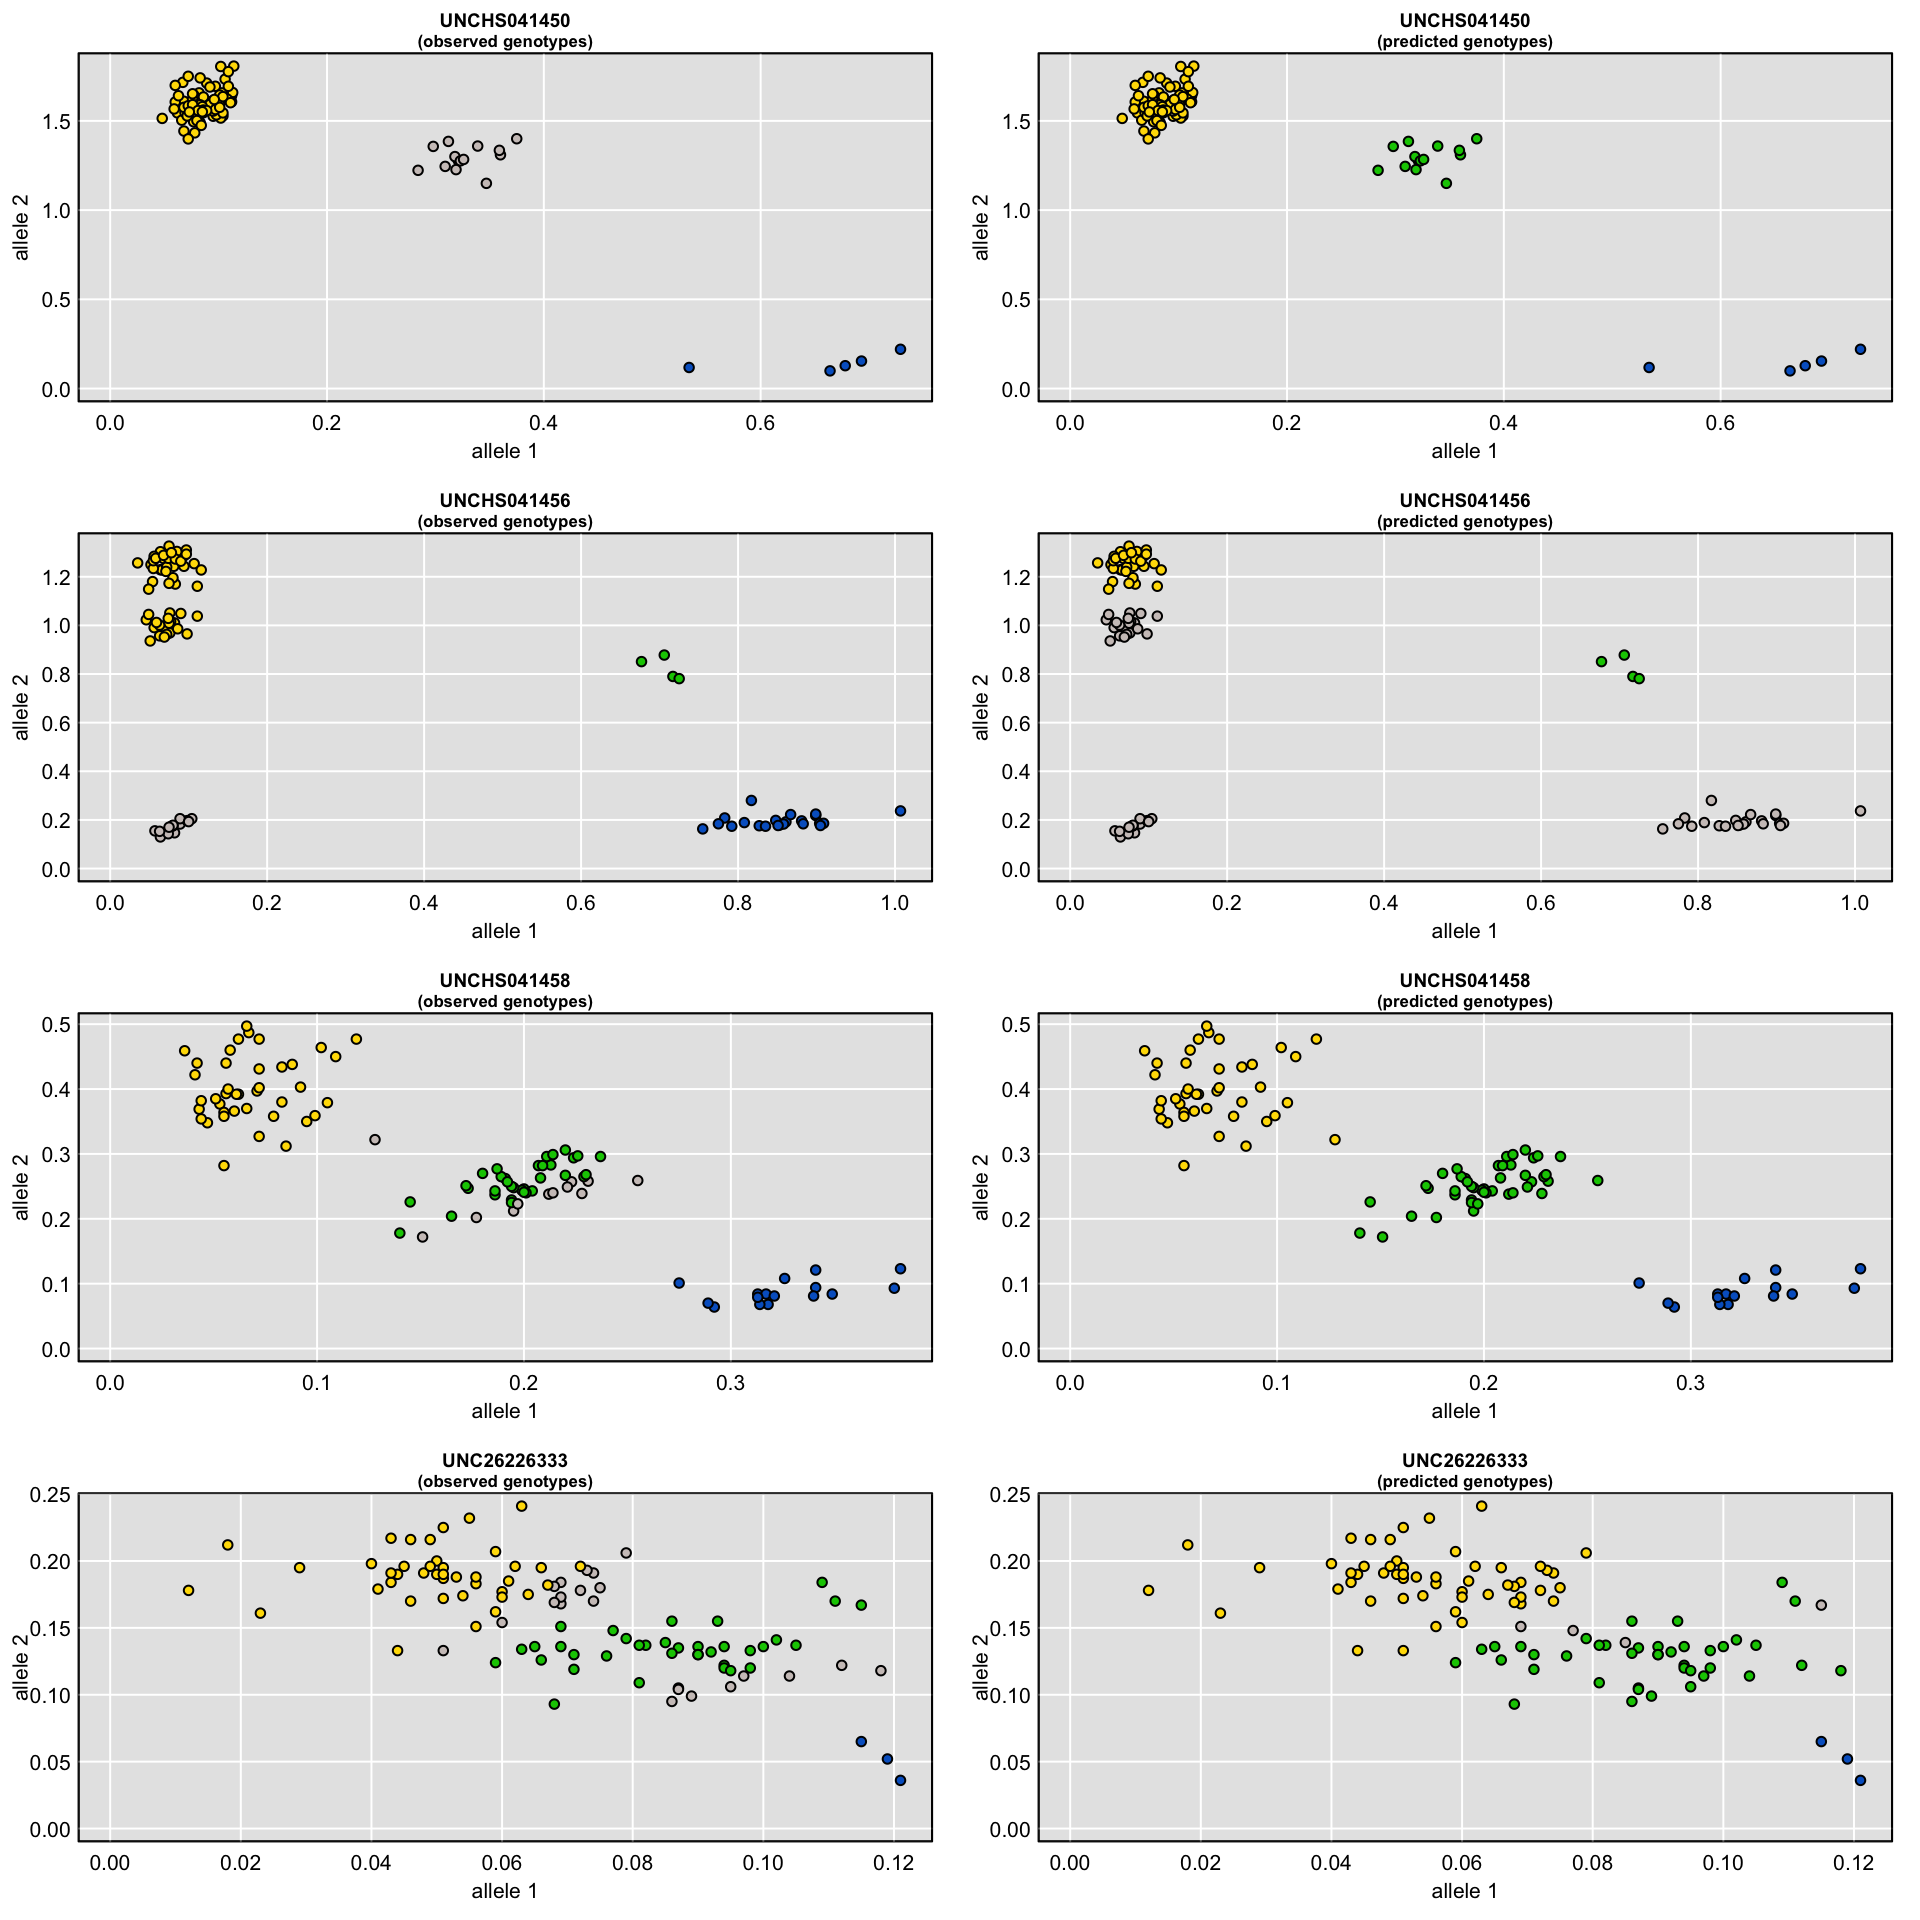 UNCHS041450
(observed genotypes)
allele 2
1.5
1.0
0.5
0.0
0.0 0.2 0.4 0.6
allele 1
UNCHS041450
(predicted genotypes)
allele 2
1.5
1.0
0.5
0.0
0.0 0.2 0.4 0.6
allele 1
UNCHS041456
(observed genotypes)
allele 2
1.2
1.0
0.8
0.6
0.4
0.2
0.0
0.0 0.2 0.4 0.6 0.8 1.0
allele 1
UNCHS041456
(predicted genotypes)
allele 2
1.2
1.0
0.8
0.6
0.4
0.2
0.0
0.0 0.2 0.4 0.6 0.8 1.0
allele 1
UNCHS041458
(observed genotypes)
allele 2
0.5
0.4
0.3
0.2
0.1
0.0
0.0 0.1 0.2 0.3
allele 1
UNCHS041458
(predicted genotypes)
allele 2
0.5
0.4
0.3
0.2
0.1
0.0
0.0 0.1 0.2 0.3
allele 1
UNC26226333
(observed genotypes)
allele 2
0.25
0.20
0.15
0.10
0.05
0.00
0.00 0.02 0.04 0.06 0.08 0.10 0.12
allele 1
UNC26226333
(predicted genotypes)
allele 2
0.25
0.20
0.15
0.10
0.05
0.00
0.00 0.02 0.04 0.06 0.08 0.10 0.12
allele 1